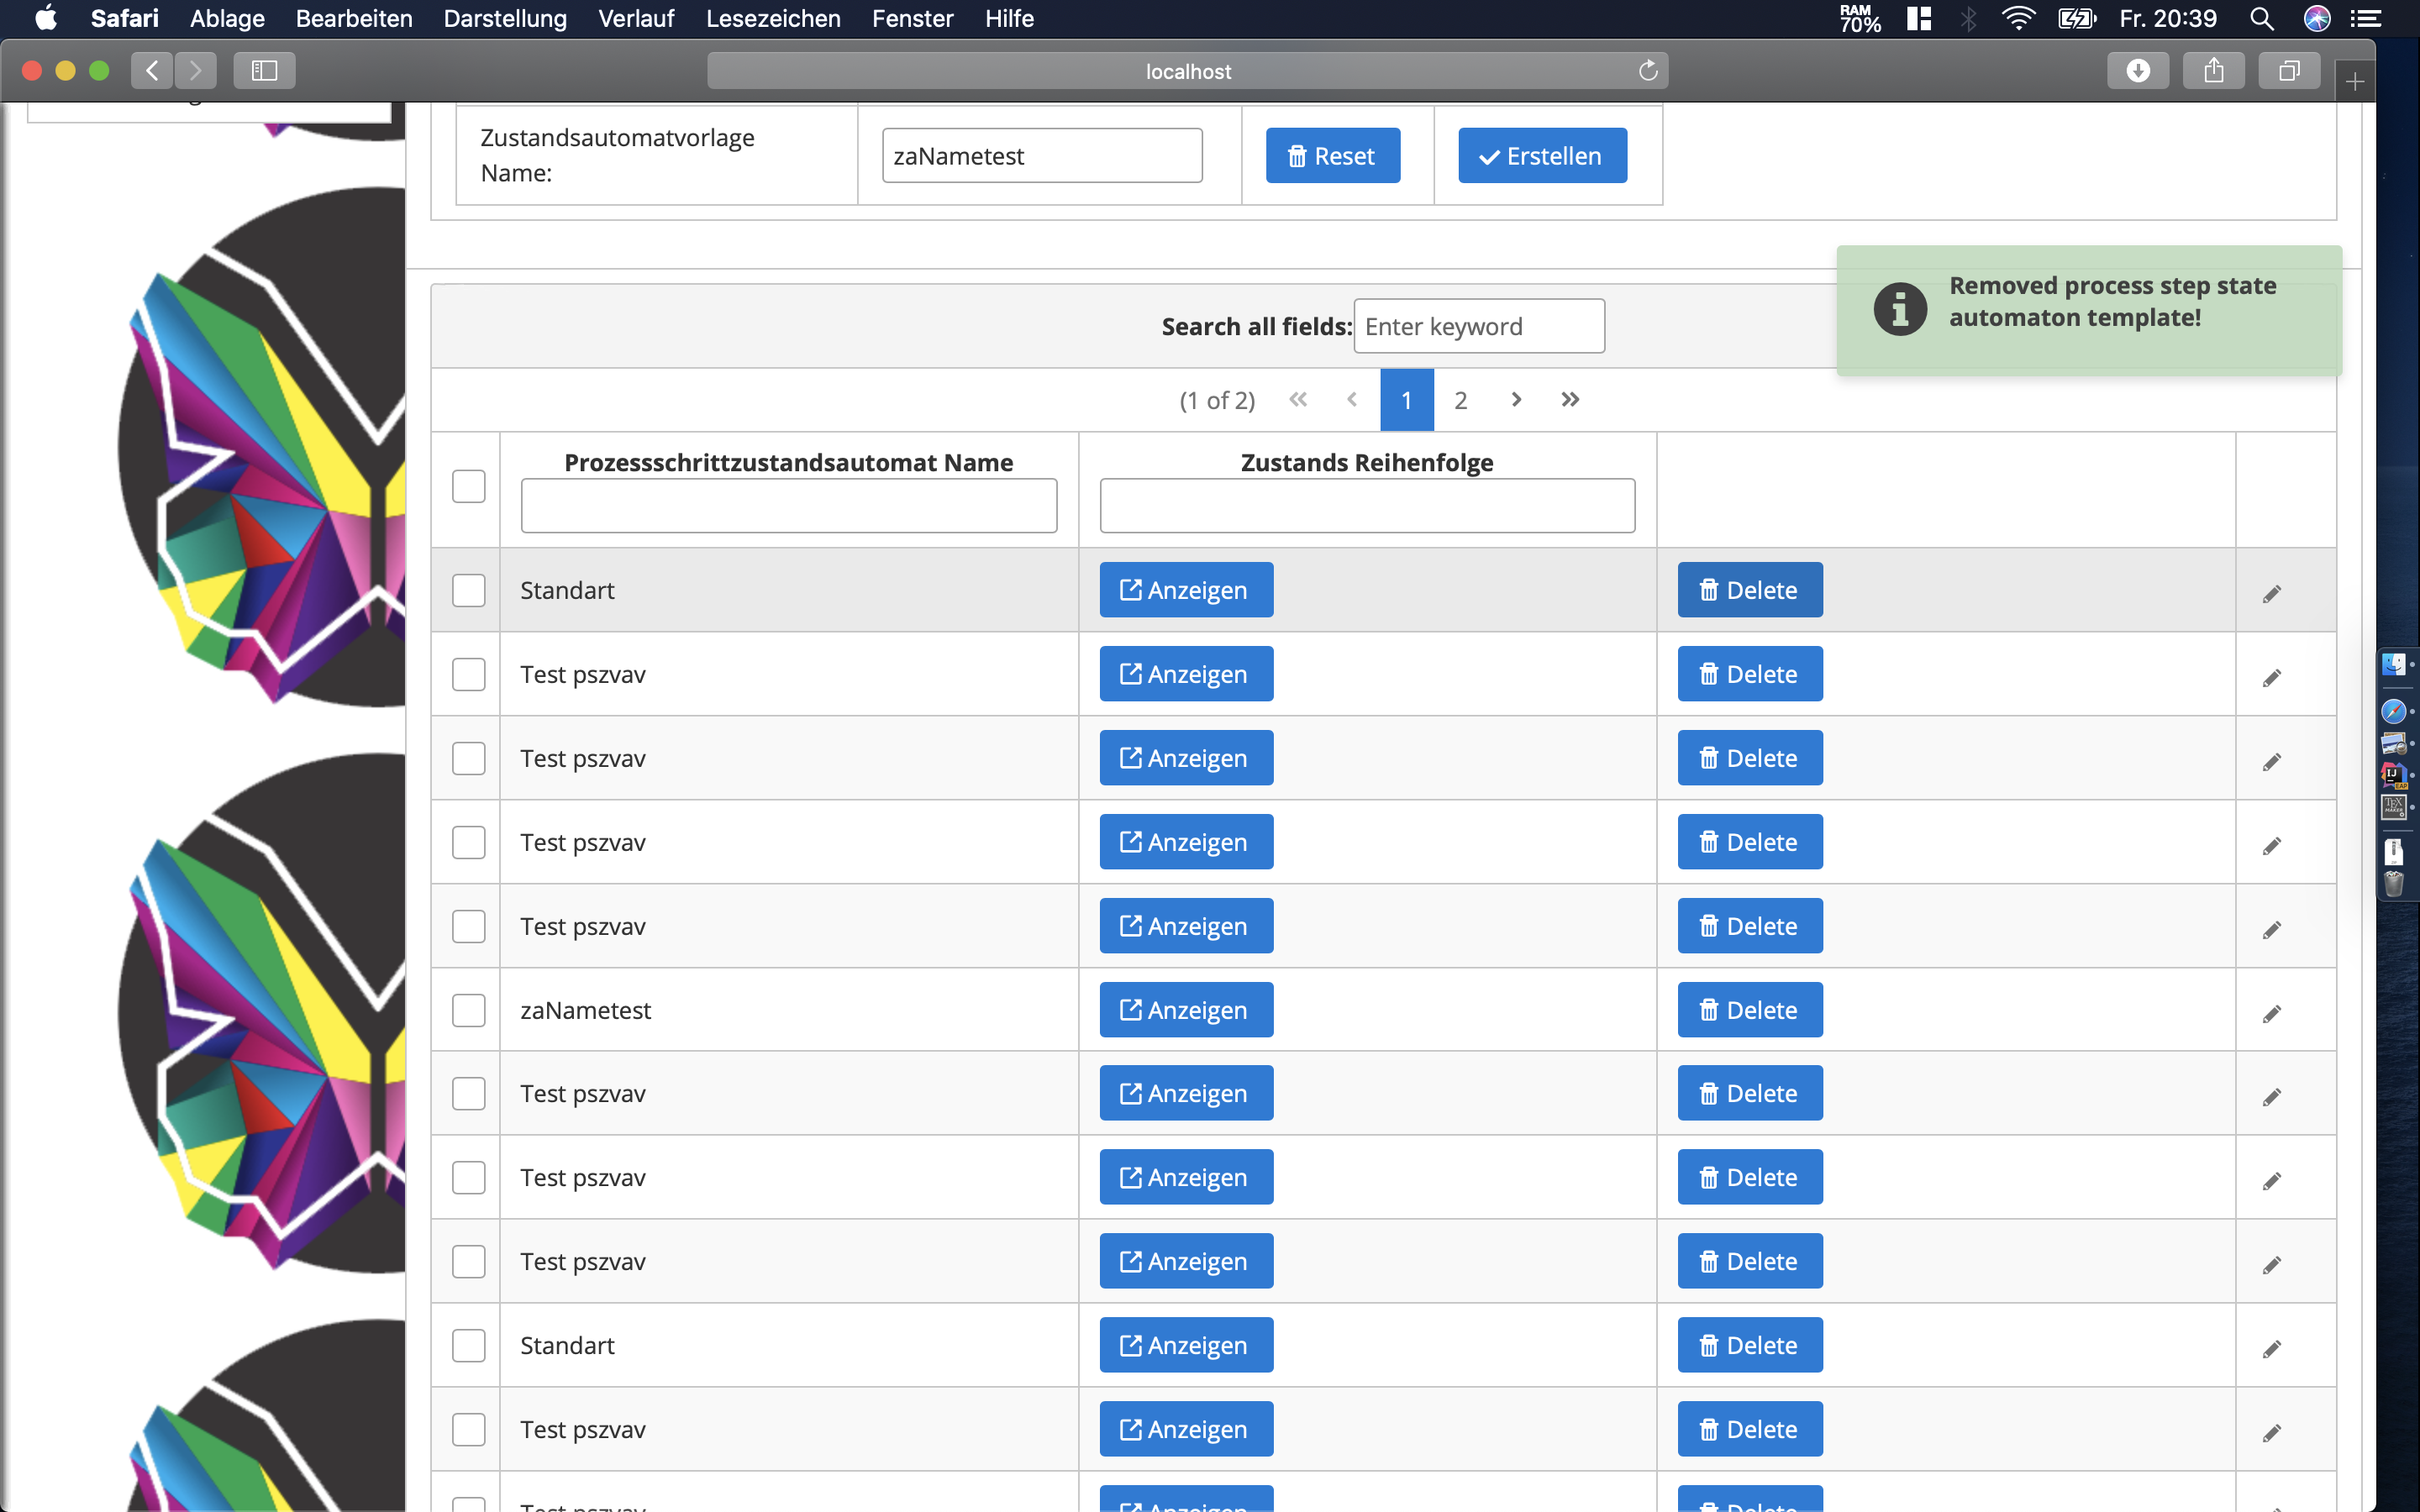 Safari Ablage Bearbeiten Darstellung Verlauf Lesezeichen Fenster Hilfe RAM 70% Fr. 20:39
localhost
Zustandsautomatvorlage
Name:
zaNametest Reset Erstellen
Removed process step state
automaton template!
Search all fields: Enter keyword
(1 of 2) « ‹ 1 2 › »
Prozessschrittzustandsautomat Name Zustands Reihenfolge
Standart Anzeigen Delete
Test pszvav Anzeigen Delete
Test pszvav Anzeigen Delete
Test pszvav Anzeigen Delete
Test pszvav Anzeigen Delete
zaNametest Anzeigen Delete
Test pszvav Anzeigen Delete
Test pszvav Anzeigen Delete
Test pszvav Anzeigen Delete
Standart Anzeigen Delete
Test pszvav Anzeigen Delete
Test pszvav Anzeigen Delete